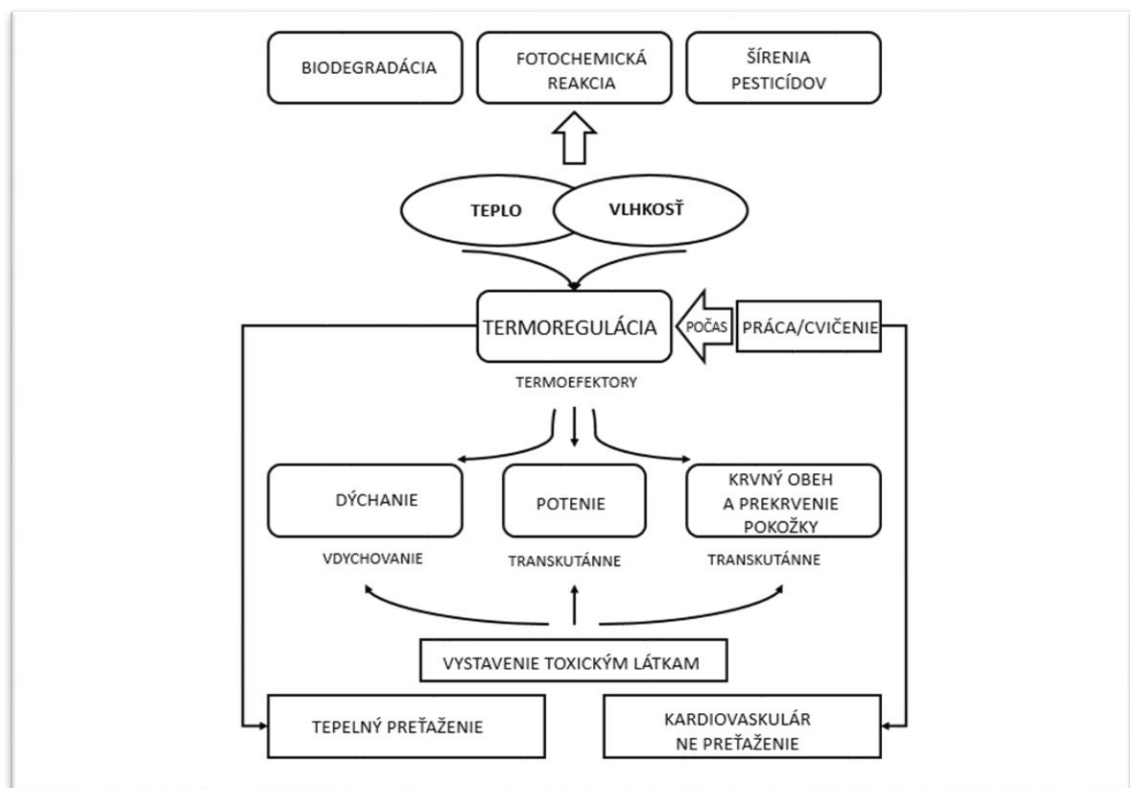 BIODEGRADÁCIA
FOTOCHEMICKÁ
REAKCIA
ŠÍRENIA
PESTICÍDOV
TEPLO
VLHKOSŤ
TERMOREGULÁCIA
POČAS
PRÁCA/CVIČENIE
TERMOEFEKTORY
DÝCHANIE
POTENIE
KRVNÝ OBEH
A PREKRVENIE
POKOŽKY
VDYCHOVANIE
TRANSKUTÁNNE
TRANSKUTÁNNE
VYSTAVENIE TOXICKÝM LÁTKAM
TEPELNÝ PREŤAŽENIE
KARDIOVASKULÁR
NE PREŤAŽENIE